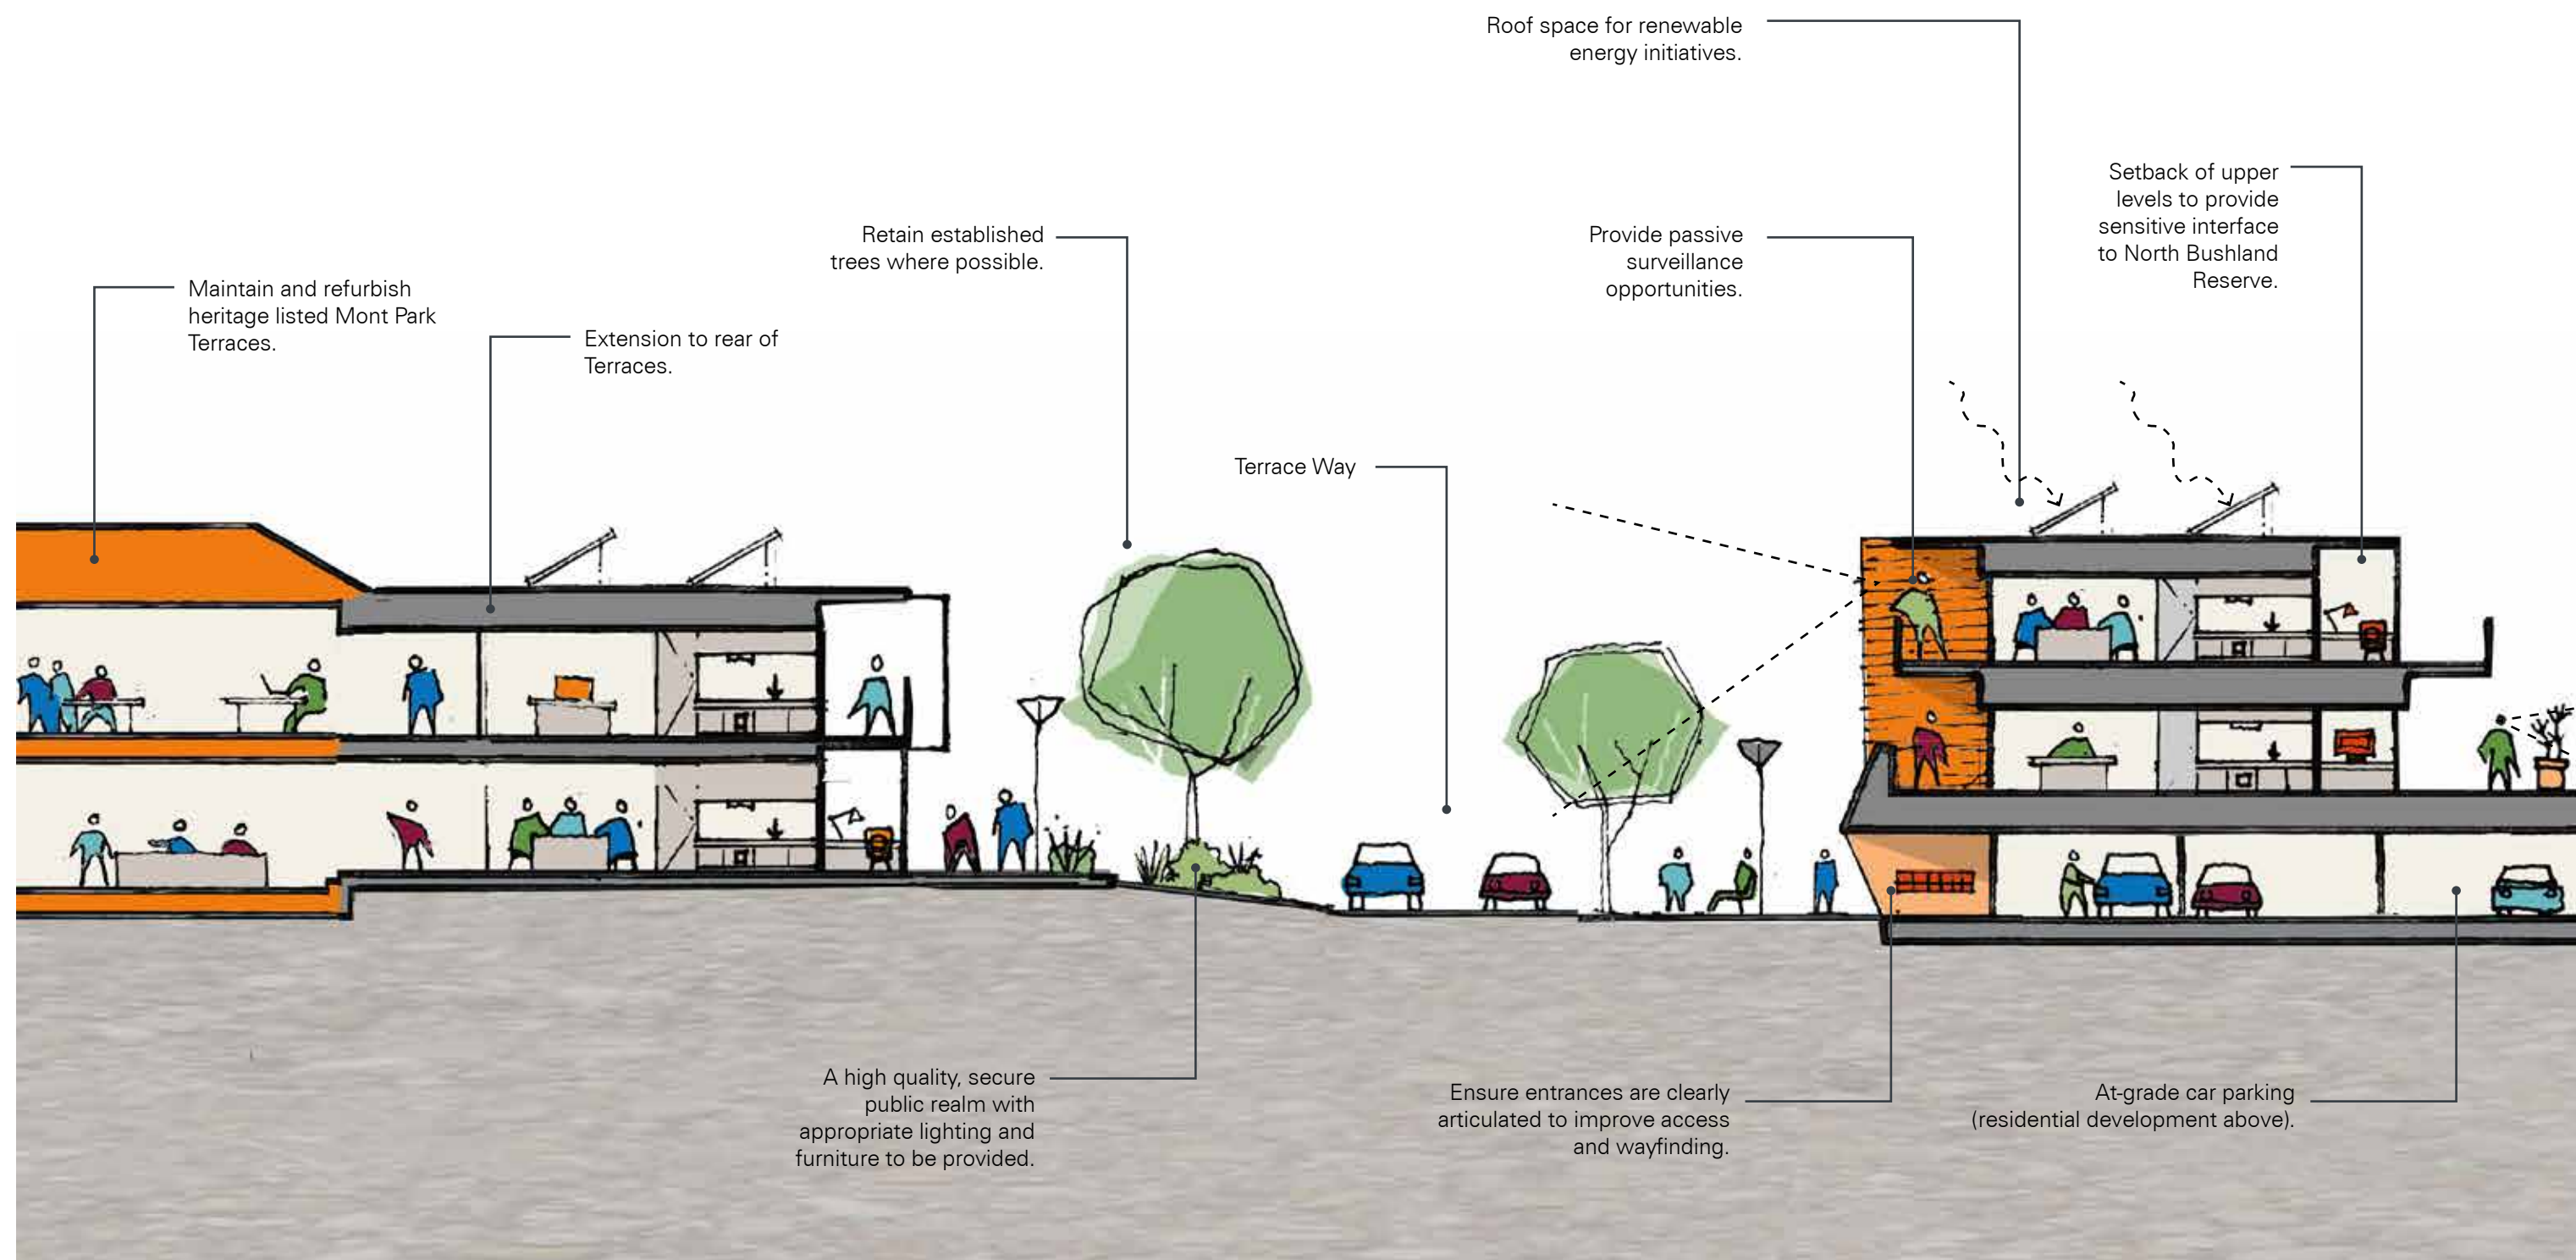 Roof space for renewable
energy initiatives.
Setback of upper
levels to provide
sensitive interface
to North Bushland
Reserve.
Retain established
trees where possible.
Provide passive
surveillance
opportunities.
Maintain and refurbish
heritage listed Mont Park
Terraces.
Extension to rear of
Terraces.
Terrace Way
A high quality, secure
public realm with
appropriate lighting and
furniture to be provided.
Ensure entrances are clearly
articulated to improve access
and wayfinding.
At-grade car parking
(residential development above).